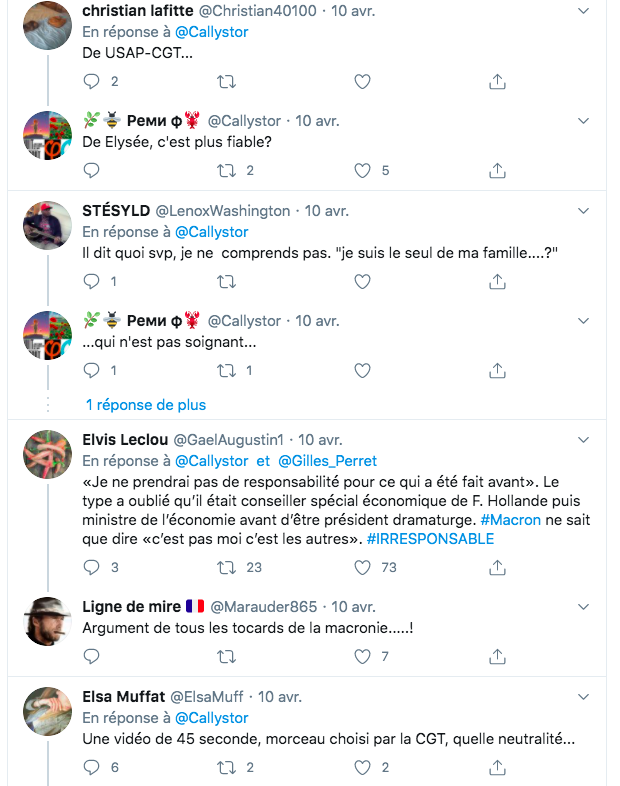 christian lafitte @Christian40100 · 10 avr.
En réponse à @Callystor
De USAP-CGT...
2
🌿🐝 Реми ф🦞 @Callystor · 10 avr.
De Elysée, c'est plus fiable?
2 5
STÉSYLD @LenoxWashington · 10 avr.
En réponse à @Callystor
Il dit quoi svp, je ne comprends pas. "je suis le seul de ma famille....?"
1
🌿🐝 Реми ф🦞 @Callystor · 10 avr.
...qui n'est pas soignant...
1 1
1 réponse de plus
Elvis Leclou @GaelAugustin1 · 10 avr.
En réponse à @Callystor et @Gilles_Perret
«Je ne prendrai pas de responsabilité pour ce qui a été fait avant». Le
type a oublié qu’il était conseiller spécial économique de F. Hollande puis
ministre de l’économie avant d’être président dramaturge. #Macron ne sait
que dire «c’est pas moi c’est les autres». #IRRESPONSABLE
3 23 73
Ligne de mire 🇫🇷 @Marauder865 · 10 avr.
Argument de tous les tocards de la macronie.....!
7
Elsa Muffat @ElsaMuff · 10 avr.
En réponse à @Callystor
Une vidéo de 45 seconde, morceau choisi par la CGT, quelle neutralité...
6 2 2